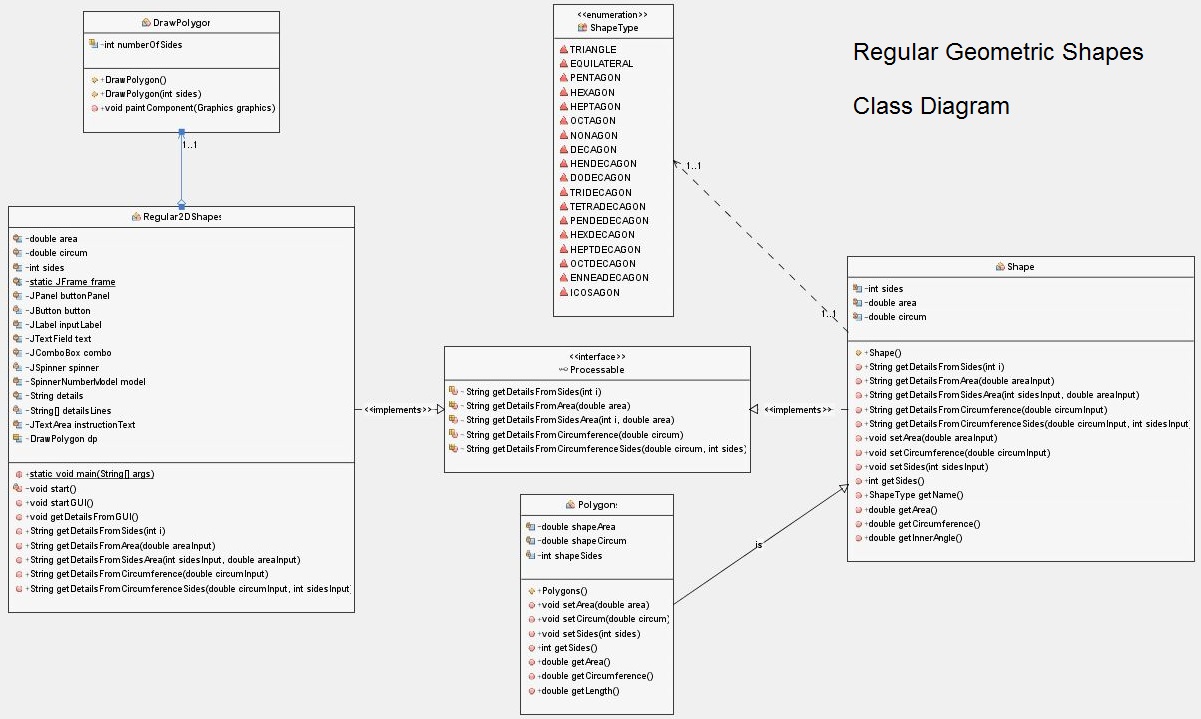 DrawPolygor
-int numberOfSides
+DrawPolygon()
+DrawPolygon(int sides)
+void paintComponent(Graphics graphics)
1..1
<<enumeration>>
ShapeType
TRIANGLE
EQUILATERAL
PENTAGON
HEXAGON
HEPTAGON
OCTAGON
NONAGON
DECAGON
HENDECAGON
DODECAGON
TRIDECAGON
TETRADECAGON
PENDEDECAGON
HEXDECAGON
HEPTDECAGON
OCTDECAGON
ENNEADECAGON
ICOSAGON
Regular Geometric Shapes
Class Diagram
1..1
1..1
Regular2DShapes
-double area
-double circum
-int sides
-static JFrame frame
-JPanel buttonPanel
-JButton button
-JLabel inputLabel
-JTextField text
-JComboBox combo
-JSpinner spinner
-SpinnerNumberModel model
-String details
-String[] detailsLines
-JTextArea instructionText
-DrawPolygon dp
+static void main(String[] args)
-void start()
+void startGUI()
+void getDetailsFromGUI()
+String getDetailsFromSides(int i)
+String getDetailsFromArea(double areaInput)
+String getDetailsFromSidesArea(int sidesInput, double areaInput)
+String getDetailsFromCircumference(double circumInput)
+String getDetailsFromCircumferenceSides(double circumInput, int sidesInput
<<implements>>
<<interface>>
Processable
- String getDetailsFromSides(int i)
- String getDetailsFromArea(double area)
- String getDetailsFromSidesArea(int i, double area)
- String getDetailsFromCircumference(double circum)
- String getDetailsFromCircumferenceSides(double circum, int sides)
<<implements>>
Shape
-int sides
-double area
-double circum
+Shape()
+String getDetailsFromSides(int i)
+String getDetailsFromArea(double areaInput)
+String getDetailsFromSidesArea(int sidesInput, double areaInput)
+String getDetailsFromCircumference(double circumInput)
+String getDetailsFromCircumferenceSides(double circumInput, int sidesInput
+void setArea(double areaInput)
+void setCircumference(double circumInput)
+void setSides(int sidesInput)
+int getSides()
+ShapeType getName()
+double getArea()
+double getCircumference()
+double getInnerAngle()
Polygons
-double shapeArea
-double shapeCircum
-int shapeSides
+Polygons()
+void setArea(double area)
+void setCircum(double circum)
+void setSides(int sides)
+int getSides()
+double getArea()
+double getCircumference()
+double getLength()
is